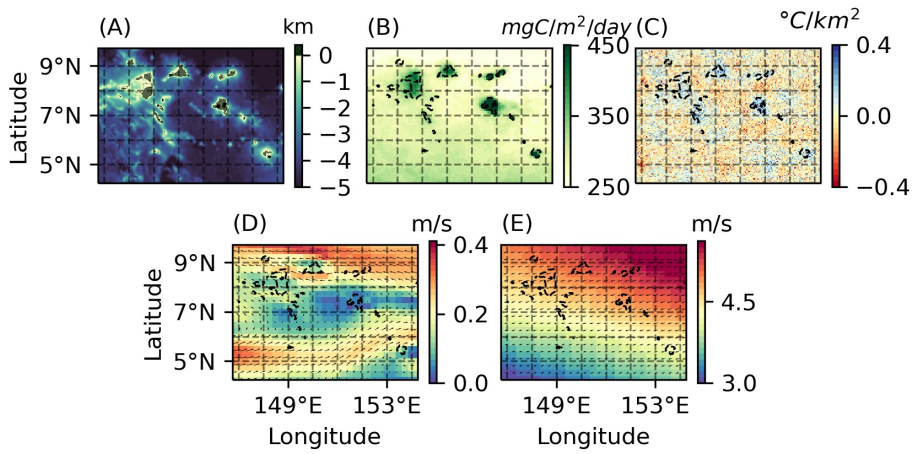 (A)
km
(B)
mgC/m²/day
(C)
°C/km²
Latitude
9°N
7°N
5°N
0
−1
−2
−3
−4
−5
450
350
250
0.4
0.0
−0.4
(D)
m/s
(E)
m/s
Latitude
9°N
7°N
5°N
0.4
0.2
0.0
4.5
3.0
149°E
153°E
149°E
153°E
Longitude
Longitude